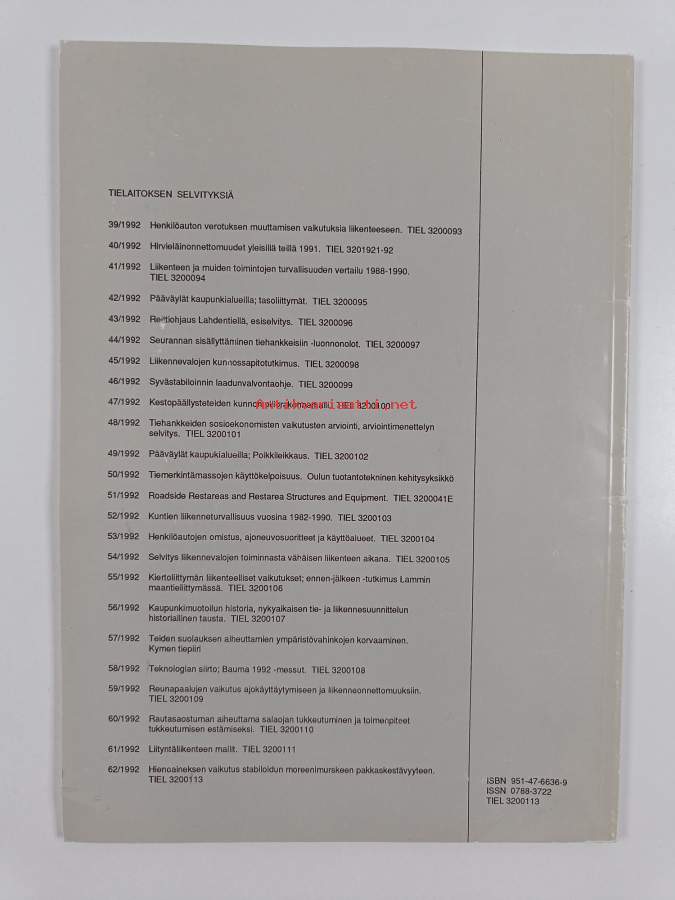 TIELAITOKSEN SELVITYKSIÄ
39/1992 Henkilöauton verotuksen muuttamisen vaikutuksia liikenteeseen. TIEL 3200093
40/1992 Hirvieläinonnettomuudet yleisillä teillä 1991. TIEL 3201921-92
41/1992 Liikenteen ja muiden toimintojen turvallisuuden vertailu 1988-1990.
TIEL 3200094
42/1992 Pääväylät kaupunkialueilla; tasoliittymät. TIEL 3200095
43/1992 Reittiohjaus Lahdentiellä, esiselvitys. TIEL 3200096
44/1992 Seurannan sisällyttäminen tiehankkeisiin -luonnonolot. TIEL 3200097
45/1992 Liikennevalojen kunnossapitotutkimus. TIEL 3200098
46/1992 Syvästabiloinnin laadunvalvontaohje. TIEL 3200099
47/1992 Kestopäällysteteiden TIEL 3200100
Antikvariaatti.net
48/1992 Tiehankkeiden sosioekonomisten vaikutusten arviointi, arviointimenettelyn
selvitys. TIEL 3200101
49/1992 Pääväylät kaupukialueilla; Poikkileikkaus. TIEL 3200102
50/1992 Tiemerkintämassojen käyttökelpoisuus. Oulun tuotantotekninen kehitysyksikkö
51/1992 Roadside Restareas and Restarea Structures and Equipment. TIEL 3200041E
52/1992 Kuntien liikenneturvallisuus vuosina 1982-1990. TIEL 3200103
53/1992 Henkilöautojen omistus, ajoneuvosuoritteet ja käyttöalueet. TIEL 3200104
54/1992 Selvitys liikennevalojen toiminnasta vähäisen liikenteen aikana. TIEL 3200105
55/1992 Kiertoliittymän liikenteelliset vaikutukset; ennen-jälkeen -tutkimus Lammin
maantieliittymässä. TIEL 3200106
56/1992 Kaupunkimuotoilun historia, nykyaikaisen tie- ja liikennesuunnittelun
historiallinen tausta. TIEL 3200107
57/1992 Teiden suolauksen aiheuttamien ympäristövahinkojen korvaaminen.
Kymen tiepiiri
58/1992 Teknologian siirto; Bauma 1992 -messut. TIEL 3200108
59/1992 Reunapaalujen vaikutus ajokäyttäytymiseen ja liikenneonnettomuuksiin.
TIEL 3200109
60/1992 Rautasaostuman aiheuttama salaojan tukkeutuminen ja toimenpiteet
tukkeutumisen estämiseksi. TIEL 3200110
61/1992 Liityntäliikenteen mallit. TIEL 3200111
62/1992 Hienoaineksen vaikutus stabiloidun moreenimurskeen pakkaskestävyyteen.
TIEL 3200113
ISBN 951-47-6636-9
ISSN 0788-3722
TIEL 3200113